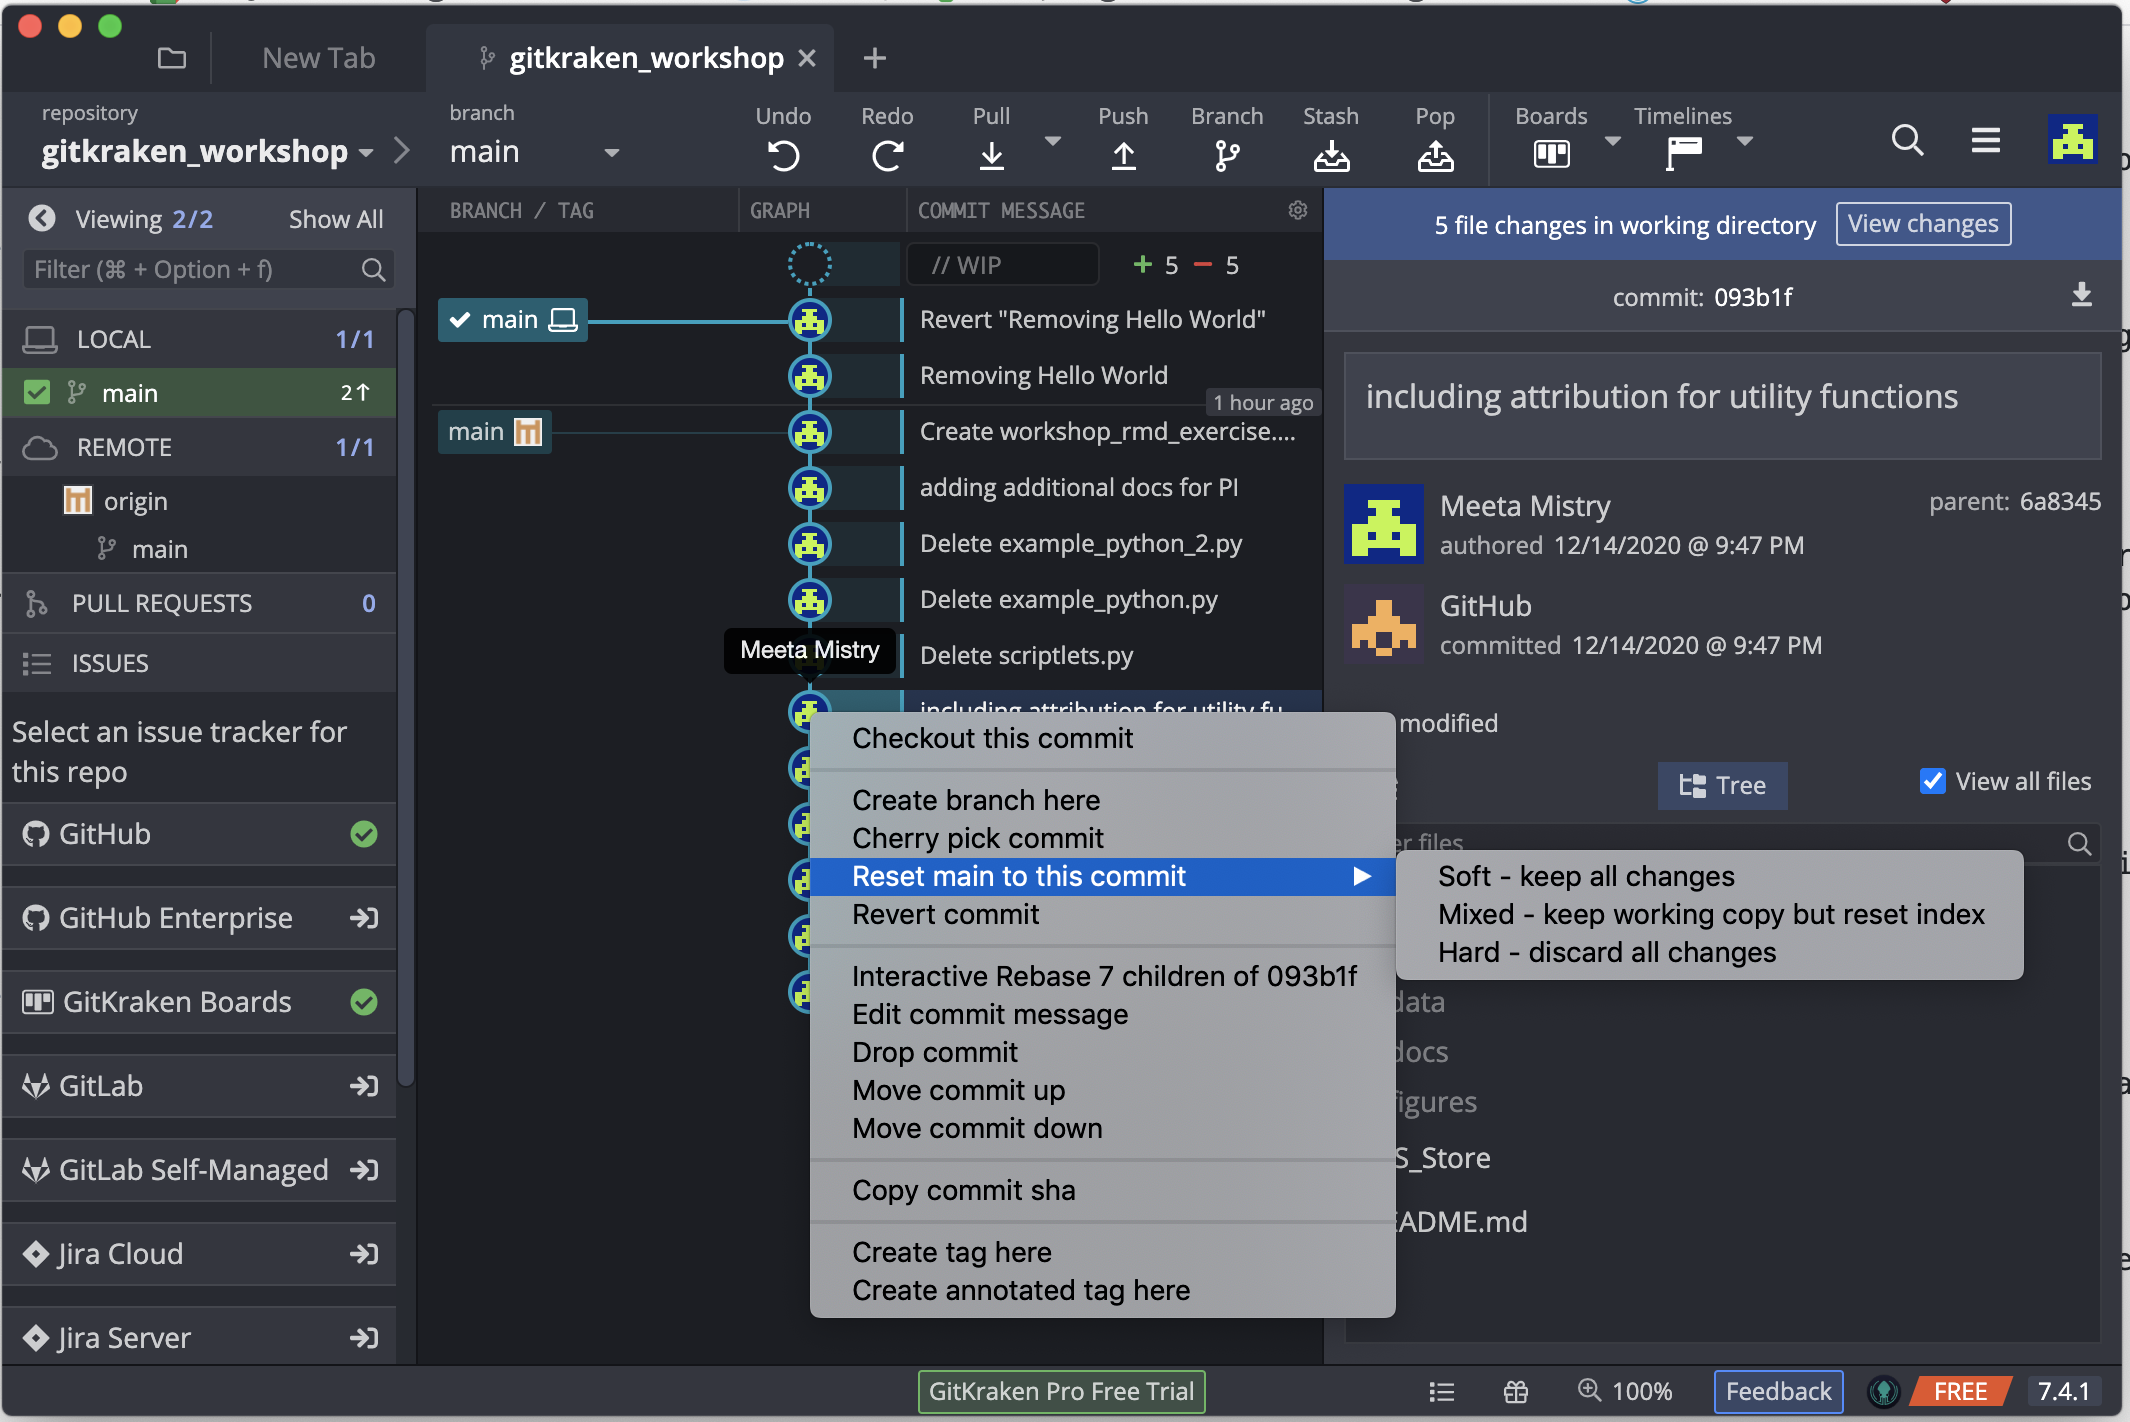 New Tab
gitkraken_workshop
repository
gitkraken_workshop
branch
main
Undo
Redo
Pull
Push
Branch
Stash
Pop
Boards
Timelines
Viewing 2/2
Show All
Filter (⌘ + Option + f)
LOCAL 1/1
main 2↑
REMOTE 1/1
origin
main
PULL REQUESTS 0
ISSUES
Select an issue tracker for
this repo
GitHub
GitHub Enterprise
GitKraken Boards
GitLab
GitLab Self-Managed
Jira Cloud
Jira Server
BRANCH / TAG
GRAPH
COMMIT MESSAGE
// WIP
+ 5 − 5
main
Revert "Removing Hello World"
Removing Hello World
1 hour ago
main
Create workshop_rmd_exercise....
adding additional docs for PI
Delete example_python_2.py
Delete example_python.py
Meeta Mistry
Delete scriptlets.py
including attribution for utility fu
Checkout this commit
Create branch here
Cherry pick commit
Reset main to this commit
Revert commit
Interactive Rebase 7 children of 093b1f
Edit commit message
Drop commit
Move commit up
Move commit down
Copy commit sha
Create tag here
Create annotated tag here
Soft - keep all changes
Mixed - keep working copy but reset index
Hard - discard all changes
5 file changes in working directory
View changes
commit: 093b1f
including attribution for utility functions
Meeta Mistry
authored 12/14/2020 @ 9:47 PM
parent: 6a8345
GitHub
committed 12/14/2020 @ 9:47 PM
modified
Tree
View all files
er files
data
docs
figures
S_Store
EADME.md
GitKraken Pro Free Trial
100%
Feedback
FREE
7.4.1